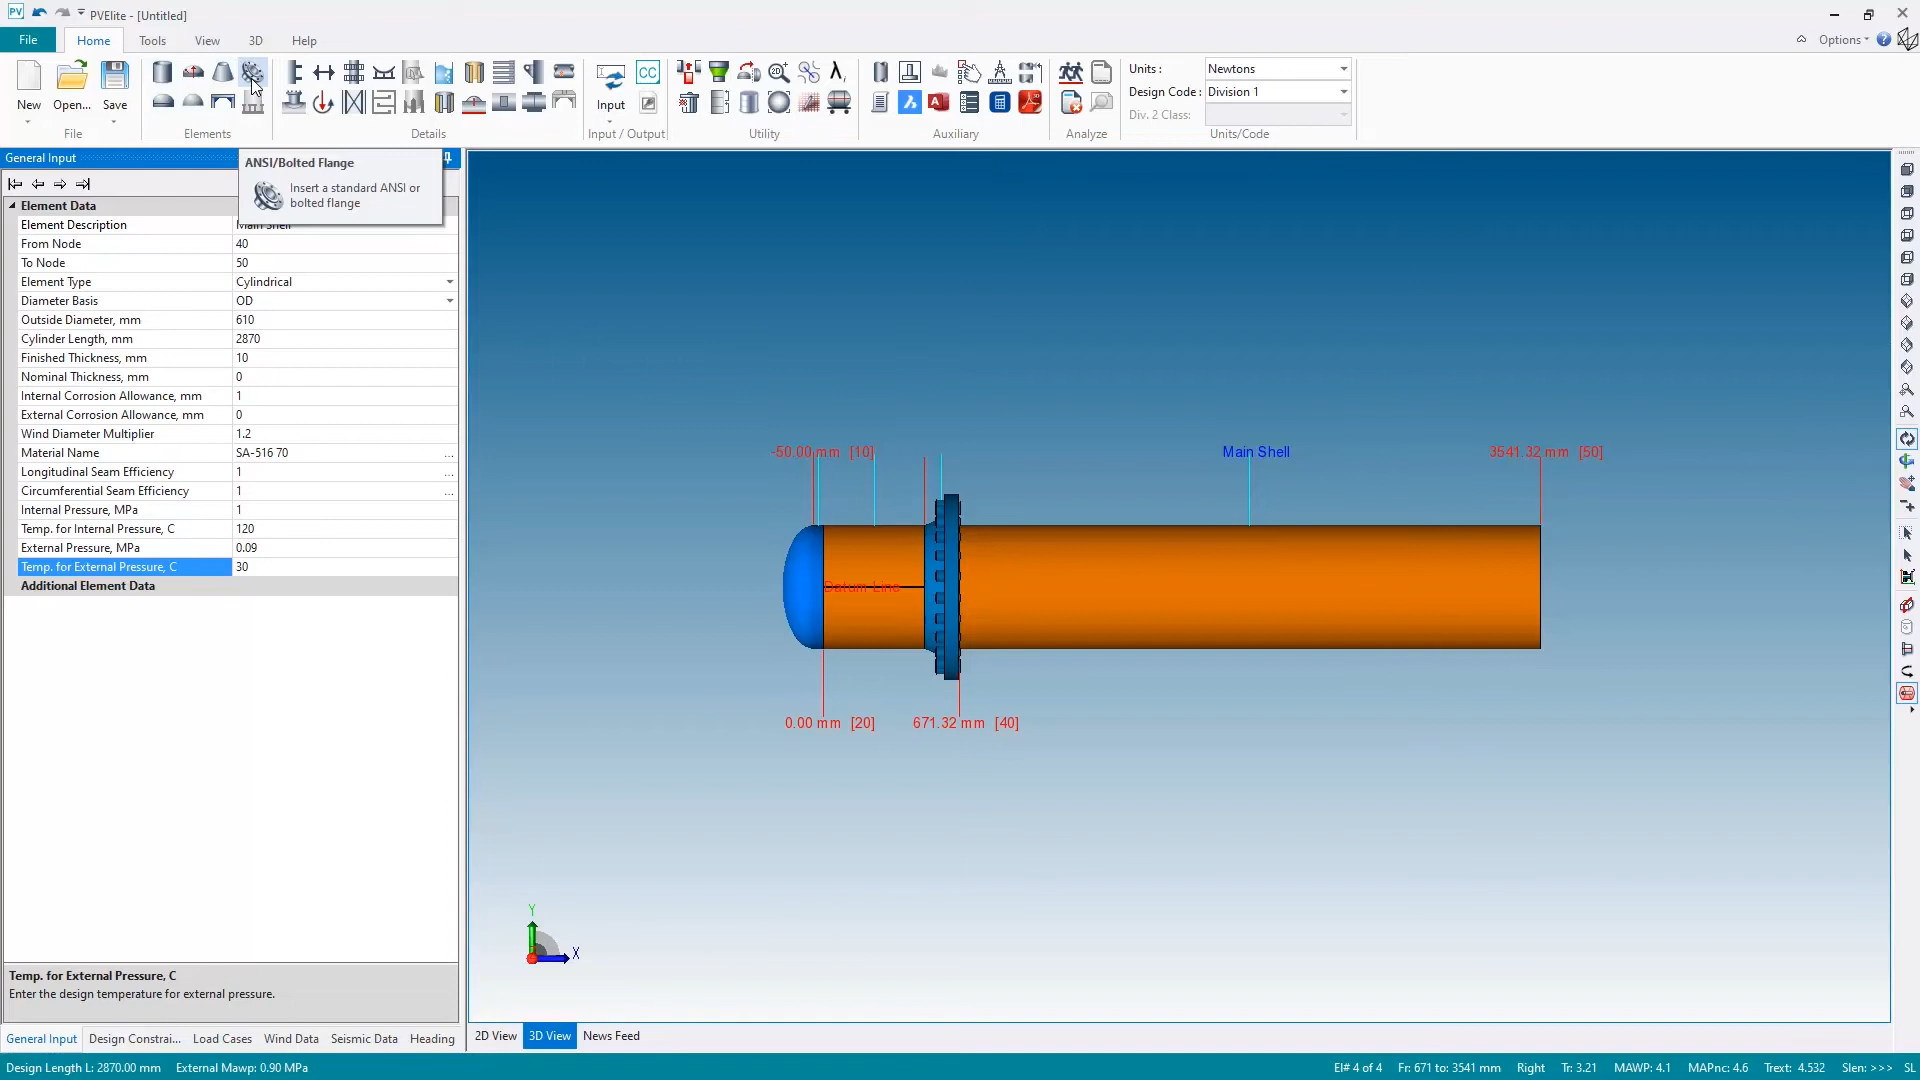 PV
PVElite - [Untitled]
File
Home
Tools
View
3D
Help
Options
New
Open...
Save
File
Elements
Details
CC
Input
Input / Output
Utility
Auxiliary
Analyze
Units :
Newtons
Design Code :
Division 1
Div. 2 Class:
Units/Code
General Input
ANSI/Bolted Flange
Insert a standard ANSI or
bolted flange
Element Data
Element Description
Main Shell
From Node
40
To Node
50
Element Type
Cylindrical
Diameter Basis
OD
Outside Diameter, mm
610
Cylinder Length, mm
2870
Finished Thickness, mm
10
Nominal Thickness, mm
0
Internal Corrosion Allowance, mm
1
External Corrosion Allowance, mm
0
Wind Diameter Multiplier
1.2
Material Name
SA-516 70
...
Longitudinal Seam Efficiency
1
...
Circumferential Seam Efficiency
1
...
Internal Pressure, MPa
1
Temp. for Internal Pressure, C
120
External Pressure, MPa
0.09
Temp. for External Pressure, C
30
Additional Element Data
-50.00 mm [10]
Main Shell
3541.32 mm [50]
Datum Line
0.00 mm [20]
671.32 mm [40]
Y
X
Temp. for External Pressure, C
Enter the design temperature for external pressure.
General Input
Design Constrai...
Load Cases
Wind Data
Seismic Data
Heading
2D View
3D View
News Feed
Design Length L: 2870.00 mm
External Mawp: 0.90 MPa
El# 4 of 4
Fr: 671 to: 3541 mm
Right
Tr: 3.21
MAWP: 4.1
MAPnc: 4.6
Trext: 4.532
Slen: >>>
SL